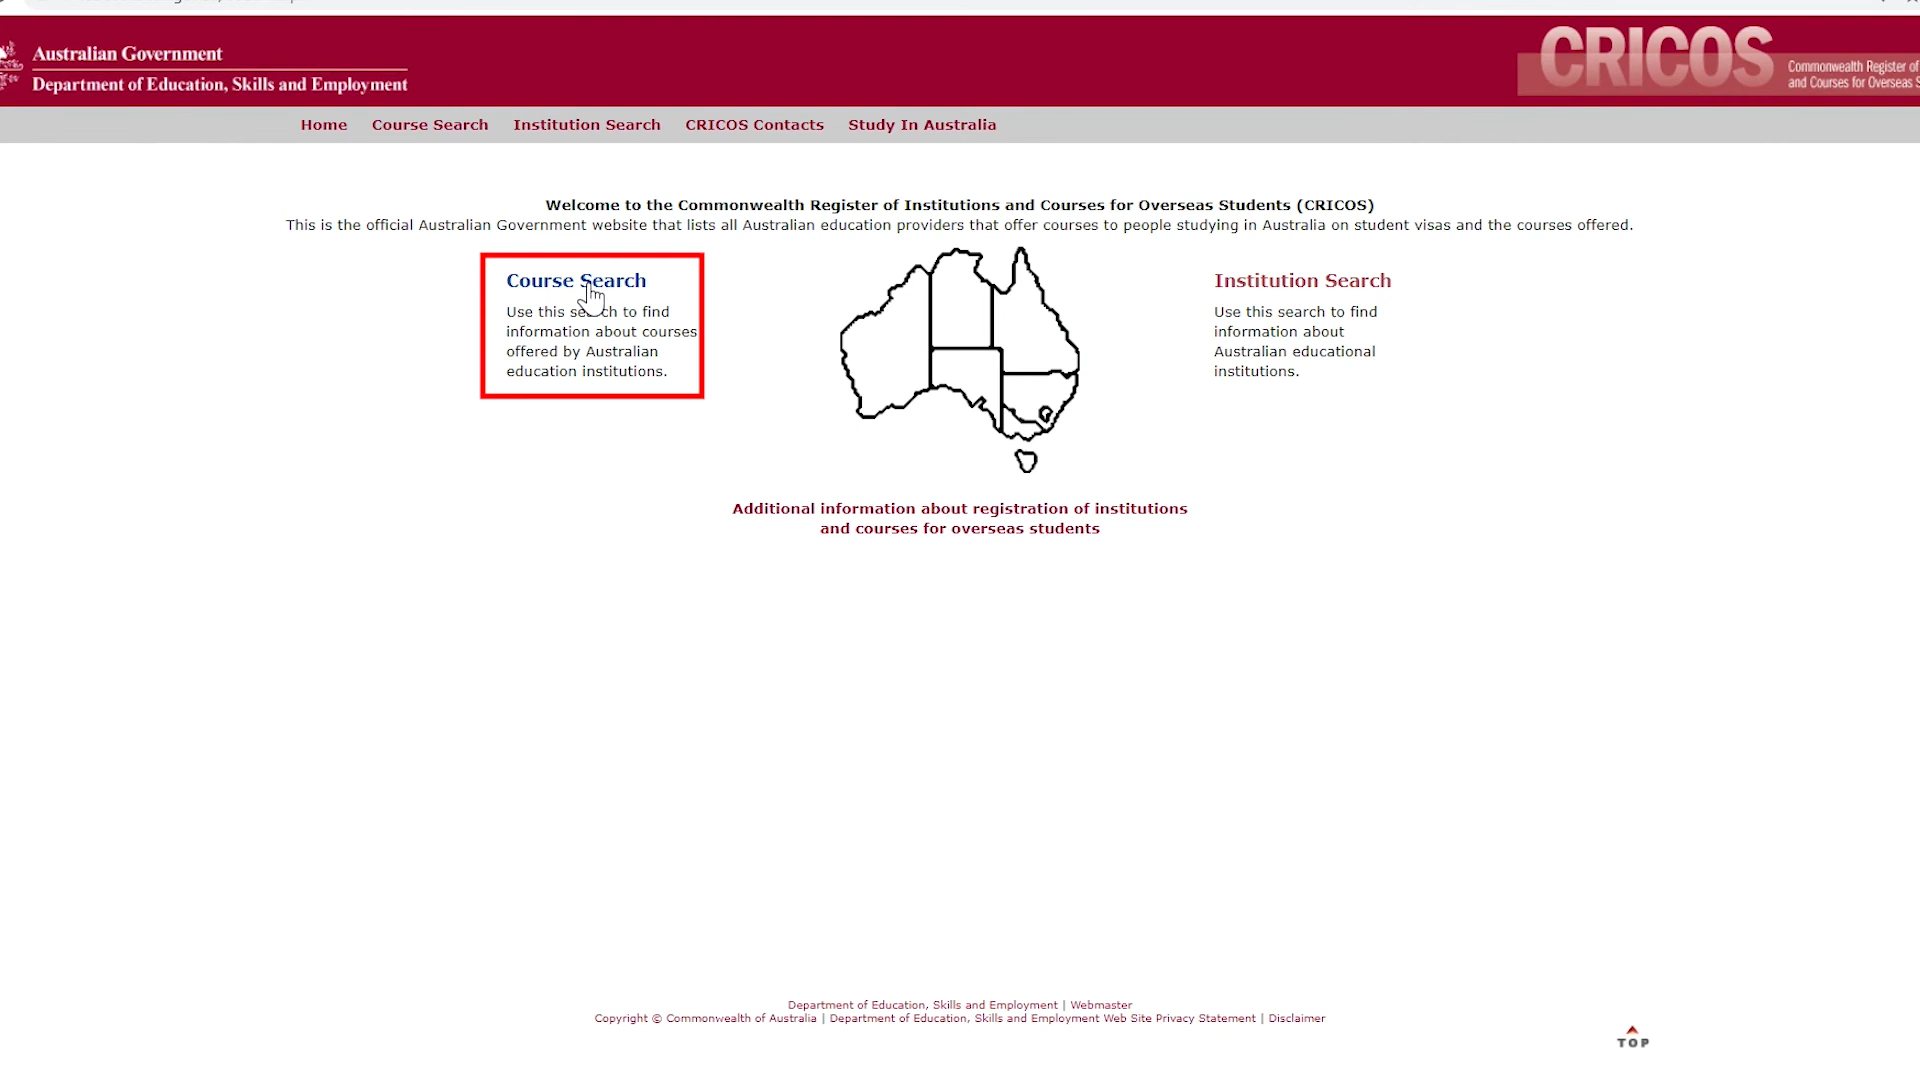 Australian Government
Department of Education, Skills and Employment
CRICOS
Commonwealth Register of
and Courses for Overseas
Home Course Search Institution Search CRICOS Contacts Study In Australia
Welcome to the Commonwealth Register of Institutions and Courses for Overseas Students (CRICOS)
This is the official Australian Government website that lists all Australian education providers that offer courses to people studying in Australia on student visas and the courses offered.
Course Search
Use this search to find
information about courses
offered by Australian
education institutions.
Institution Search
Use this search to find
information about
Australian educational
institutions.
Additional information about registration of institutions
and courses for overseas students
Department of Education, Skills and Employment | Webmaster
Copyright © Commonwealth of Australia | Department of Education, Skills and Employment Web Site Privacy Statement | Disclaimer
TOP